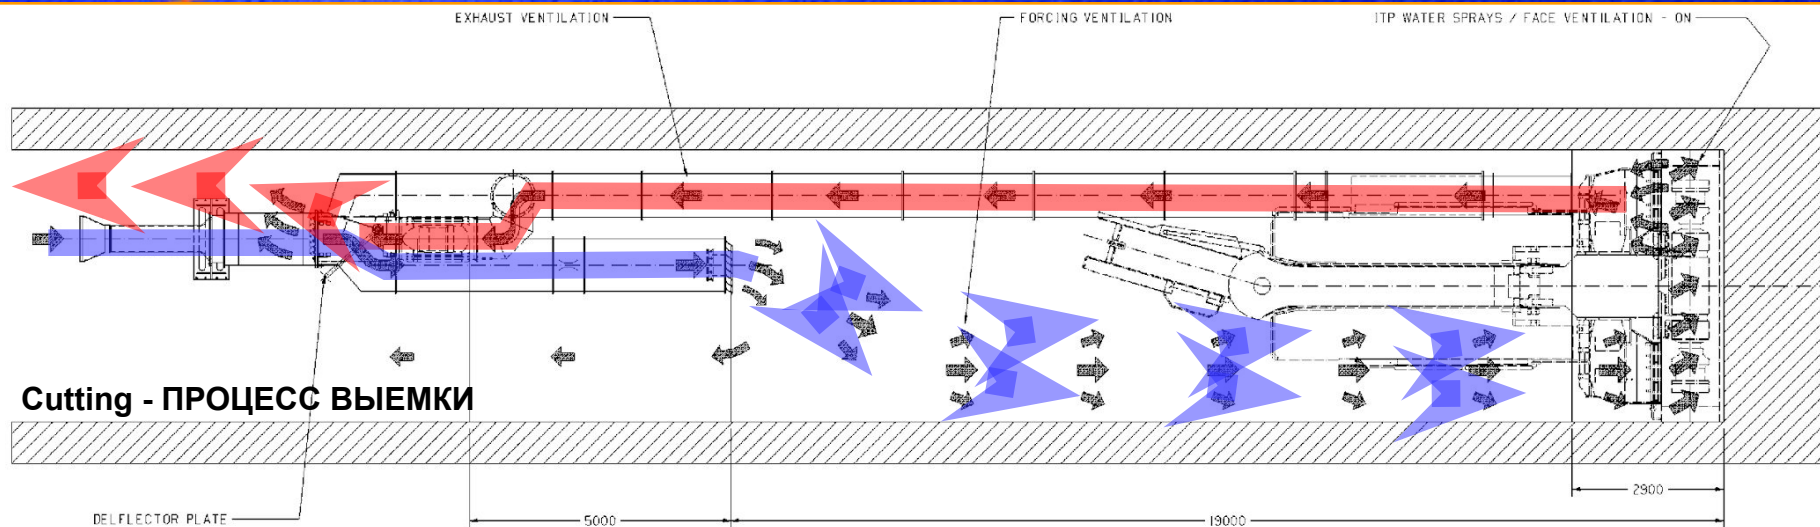 EXHAUST VENTILATION
FORCING VENTILATION
ITP WATER SPRAYS / FACE VENTILATION - ON
Cutting - ПРОЦЕСС ВЫЕМКИ
2900
DELFLECTOR PLATE
5000
19000